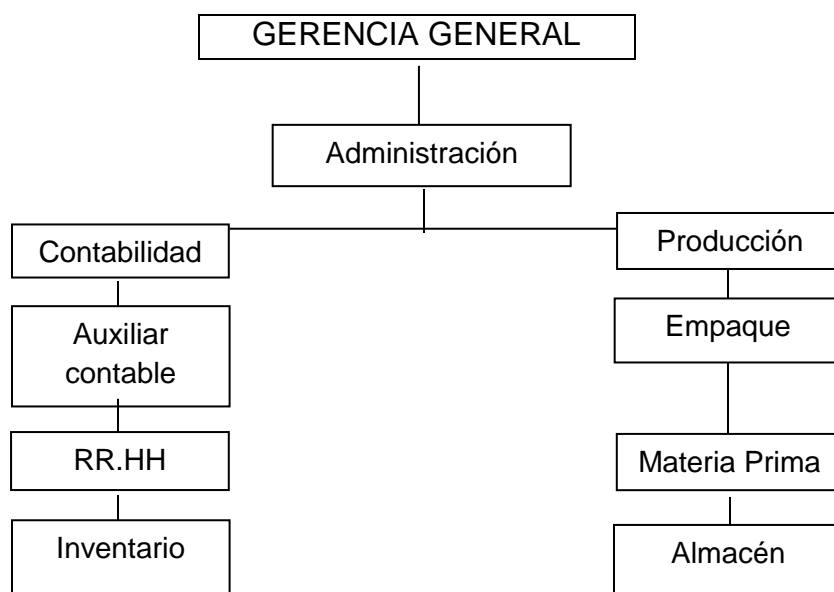 GERENCIA GENERAL
Administración
Contabilidad
Producción
Auxiliar
contable
Empaque
RR.HH
Materia Prima
Inventario
Almacén